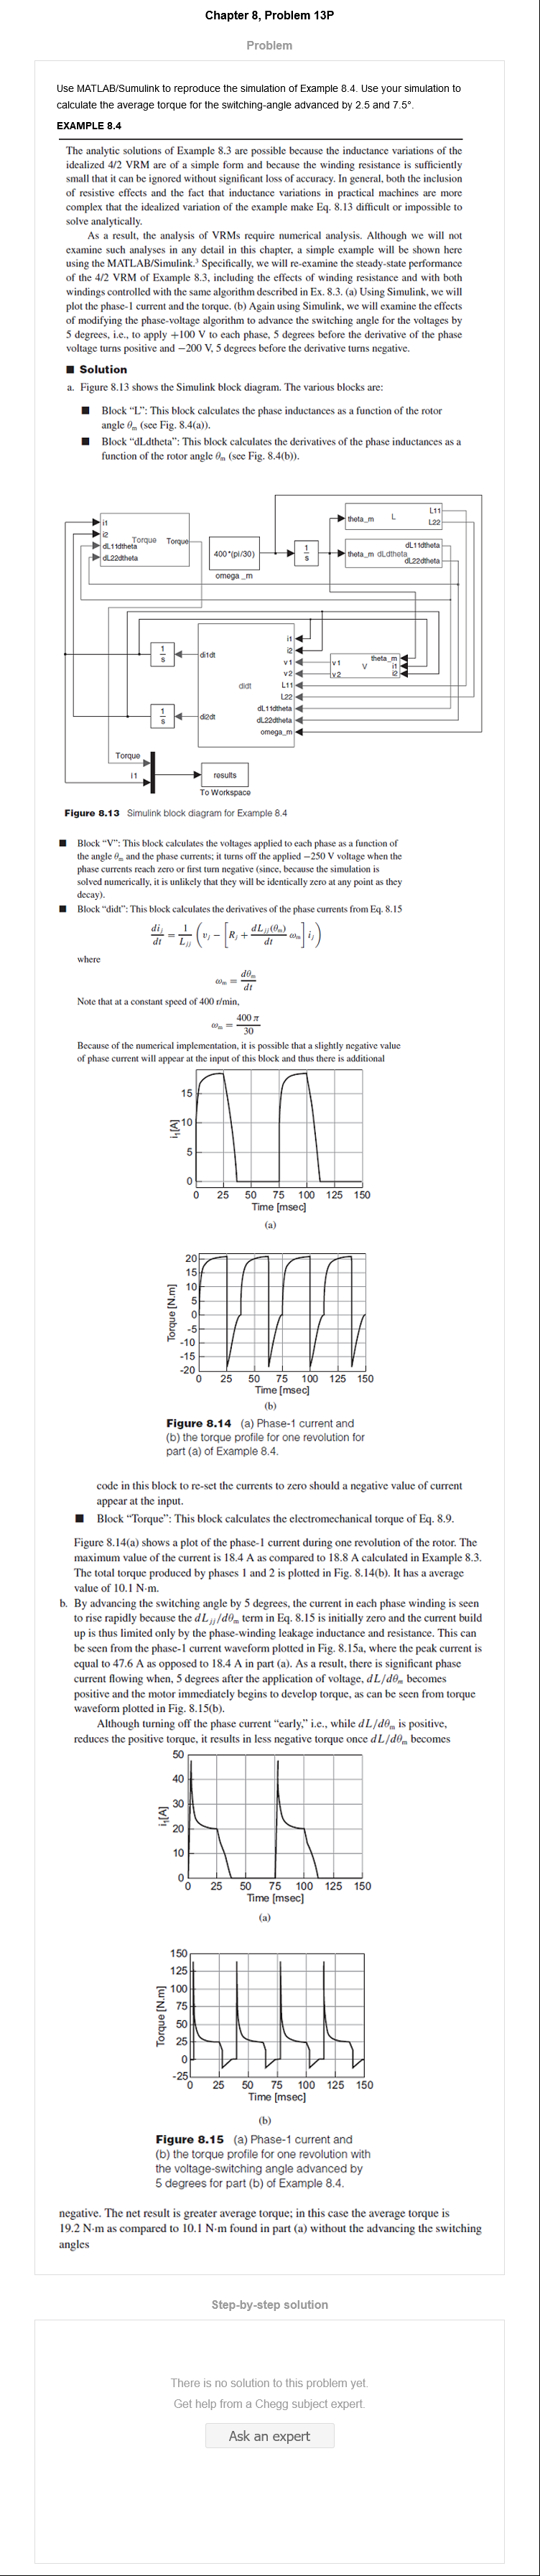 Chapter 8, Problem 13P
Problem
Use MATLAB/Sumulink to reproduce the simulation of Example 8.4. Use your simulation to
calculate the average torque for the switching-angle advanced by 2.5 and 7.5°.
EXAMPLE 8.4
The analytic solutions of Example 8.3 are possible because the inductance variations of the
idealized 4/2 VRM are of a simple form and because the winding resistance is sufficiently
small that it can be ignored without significant loss of accuracy. In general, both the inclusion
of resistive effects and the fact that inductance variations in practical machines are more
complex that the idealized variation of the example make Eq. 8.13 difficult or impossible to
solve analytically.
As a result, the analysis of VRMs require numerical analysis. Although we will not
examine such analyses in any detail in this chapter, a simple example will be shown here
using the MATLAB/Simulink.³ Specifically, we will re-examine the steady-state performance
of the 4/2 VRM of Example 8.3, including the effects of winding resistance and with both
windings controlled with the same algorithm described in Ex. 8.3. (a) Using Simulink, we will
plot the phase-1 current and the torque. (b) Again using Simulink, we will examine the effects
of modifying the phase-voltage algorithm to advance the switching angle for the voltages by
5 degrees, i.e., to apply +100 V to each phase, 5 degrees before the derivative of the phase
voltage turns positive and −200 V, 5 degrees before the derivative turns negative.
■ Solution
a. Figure 8.13 shows the Simulink block diagram. The various blocks are:
■ Block “L”: This block calculates the phase inductances as a function of the rotor
angle θm (see Fig. 8.4(a)).
■ Block “dLdtheta”: This block calculates the derivatives of the phase inductances as a
function of the rotor angle θm (see Fig. 8.4(b)).
i1
i2
dL11dtheta
dL22dtheta
Torque
Torque
400*(pi/30)
omega _m
1
s
theta_m
L
L11
L22
theta_m
dLdtheta
dL11dtheta
dL22dtheta
1
s
di1dt
1
s
di2dt
didt
i1
i2
v1
v2
L11
L22
dL11dtheta
dL22dtheta
omega_m
v1
v2
V
theta_m
i1
i2
Torque
i1
results
To Workspace
Figure 8.13 Simulink block diagram for Example 8.4
■ Block “V”: This block calculates the voltages applied to each phase as a function of
the angle θm and the phase currents; it turns off the applied −250 V voltage when the
phase currents reach zero or first turn negative (since, because the simulation is
solved numerically, it is unlikely that they will be identically zero at any point as they
decay).
■ Block “didt”: This block calculates the derivatives of the phase currents from Eq. 8.15
dij/dt = 1/Ljj (vj − [Rj + dLjj(θm)/dt ωm] ij)
where
ωm = dθm/dt
Note that at a constant speed of 400 r/min,
ωm = 400 π/30
Because of the numerical implementation, it is possible that a slightly negative value
of phase current will appear at the input of this block and thus there is additional
15
10
5
0
i1[A]
0 25 50 75 100 125 150
Time [msec]
(a)
20
15
10
5
0
-5
-10
-15
-20
Torque [N.m]
0 25 50 75 100 125 150
Time [msec]
(b)
Figure 8.14 (a) Phase-1 current and
(b) the torque profile for one revolution for
part (a) of Example 8.4.
code in this block to re-set the currents to zero should a negative value of current
appear at the input.
■ Block “Torque”: This block calculates the electromechanical torque of Eq. 8.9.
Figure 8.14(a) shows a plot of the phase-1 current during one revolution of the rotor. The
maximum value of the current is 18.4 A as compared to 18.8 A calculated in Example 8.3.
The total torque produced by phases 1 and 2 is plotted in Fig. 8.14(b). It has a average
value of 10.1 N·m.
b. By advancing the switching angle by 5 degrees, the current in each phase winding is seen
to rise rapidly because the dLjj/dθm term in Eq. 8.15 is initially zero and the current build
up is thus limited only by the phase-winding leakage inductance and resistance. This can
be seen from the phase-1 current waveform plotted in Fig. 8.15a, where the peak current is
equal to 47.6 A as opposed to 18.4 A in part (a). As a result, there is significant phase
current flowing when, 5 degrees after the application of voltage, dL/dθm becomes
positive and the motor immediately begins to develop torque, as can be seen from torque
waveform plotted in Fig. 8.15(b).
Although turning off the phase current “early,” i.e., while dL/dθm is positive,
reduces the positive torque, it results in less negative torque once dL/dθm becomes
50
40
30
20
10
0
i1[A]
0 25 50 75 100 125 150
Time [msec]
(a)
150
125
100
75
50
25
0
-25
Torque [N.m]
0 25 50 75 100 125 150
Time [msec]
(b)
Figure 8.15 (a) Phase-1 current and
(b) the torque profile for one revolution with
the voltage-switching angle advanced by
5 degrees for part (b) of Example 8.4.
negative. The net result is greater average torque; in this case the average torque is
19.2 N·m as compared to 10.1 N·m found in part (a) without the advancing the switching
angles
Step-by-step solution
There is no solution to this problem yet.
Get help from a Chegg subject expert.
Ask an expert